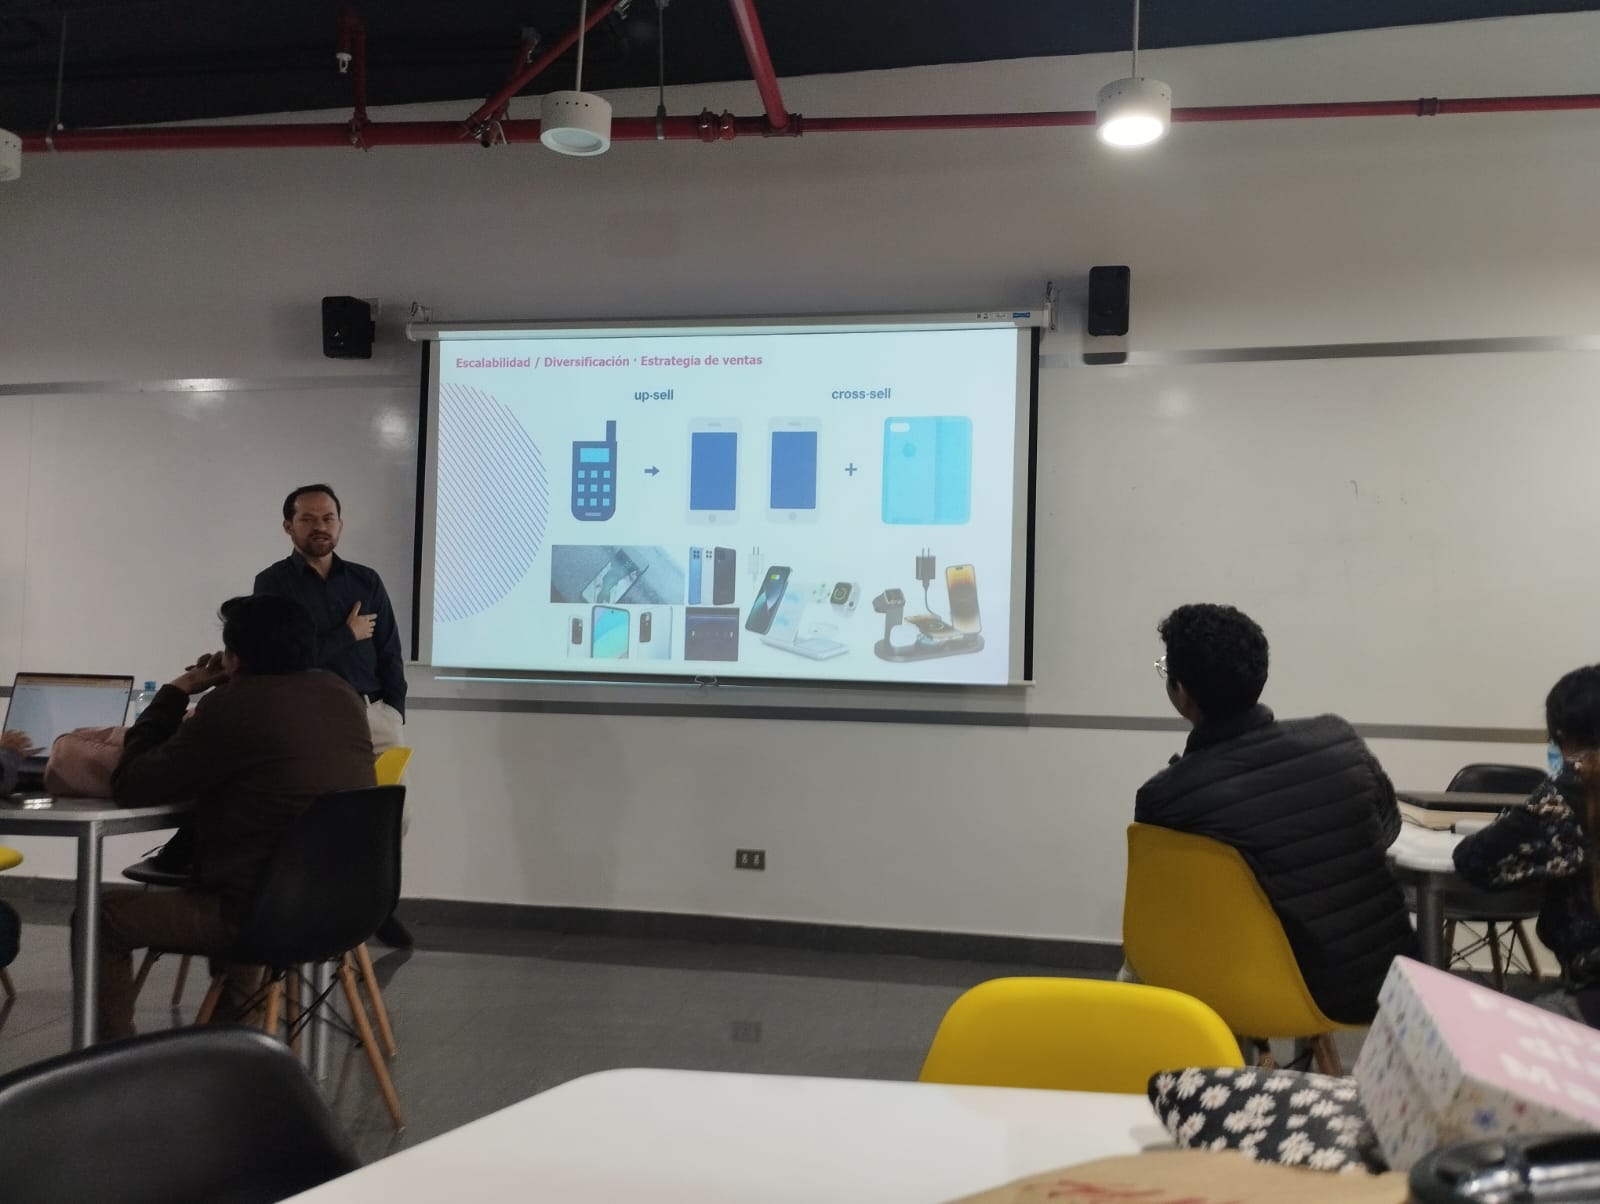 Escalabilidad / Diversificación · Estrategia de ventas
up-sell
cross-sell